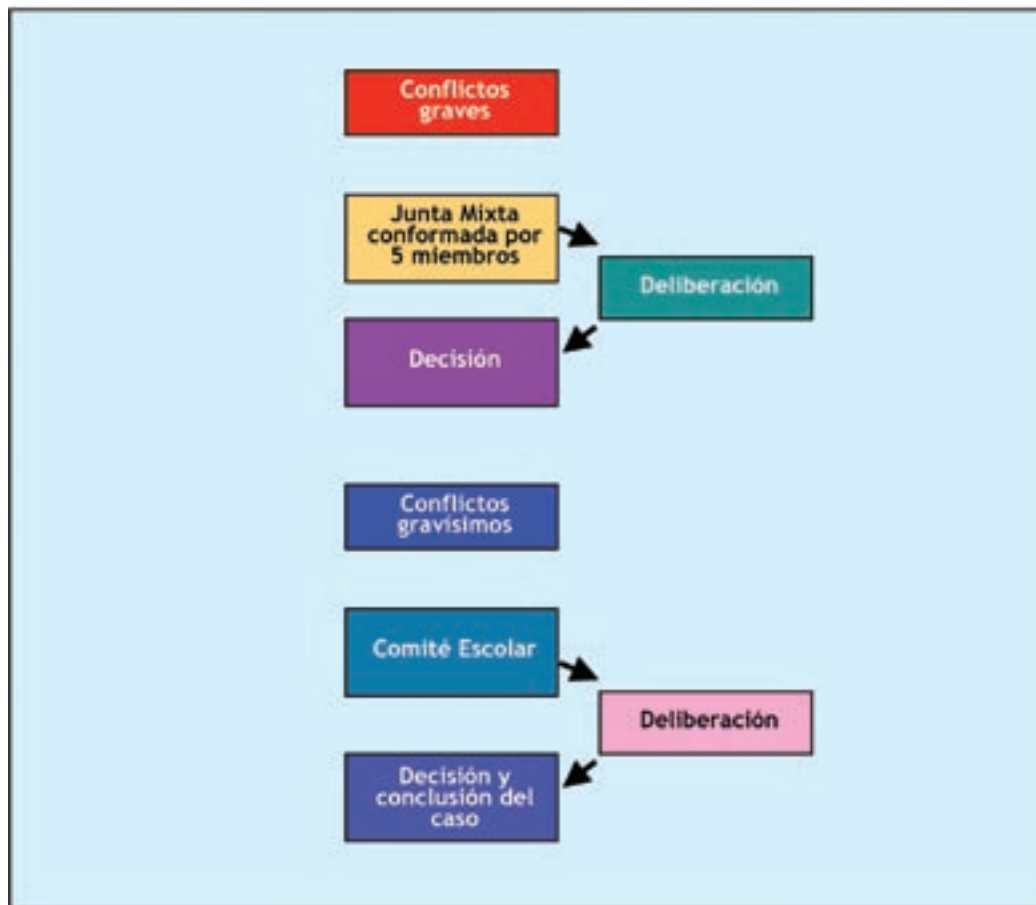 Conflictos
graves
Junta Mixta
conformada por
5 miembros
Deliberación
Decisión
Conflictos
gravísimos
Comité Escolar
Deliberación
Decisión y
conclusión del
caso